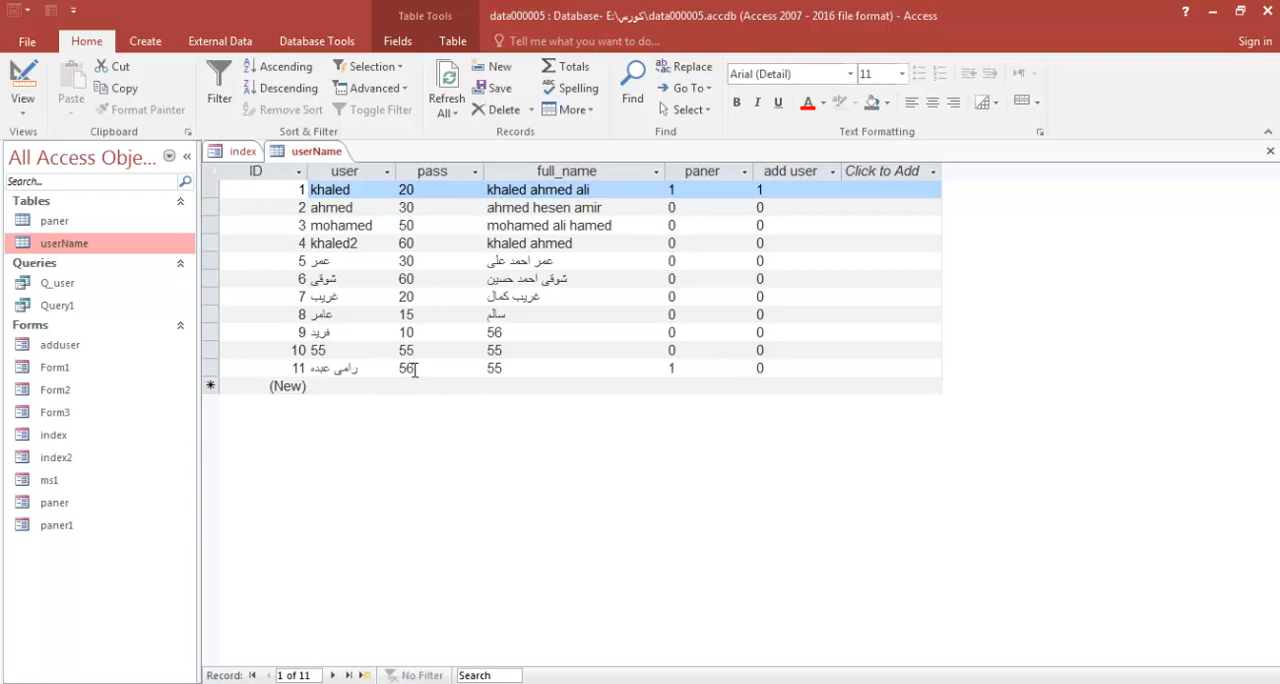 Table Tools
data000005 : Database- E:\كورس\data000005.accdb (Access 2007 - 2016 file format) - Access
?
File Home Create External Data Database Tools Fields Table Tell me what you want to do... Sign in
View
Views
Paste
Cut
Copy
Format Painter
Clipboard
Filter
Ascending
Descending
Remove Sort
Selection
Advanced
Toggle Filter
Sort & Filter
Refresh
All
New
Save
Delete
Totals
Spelling
More
Records
Find
Replace
Go To
Select
Find
Arial (Detail) 11
B I U A
Text Formatting
All Access Obje...
Search...
Tables
paner
userName
Queries
Q_user
Query1
Forms
adduser
Form1
Form2
Form3
index
index2
ms1
paner
paner1
index userName
ID user pass full_name paner add user Click to Add
1 khaled 20 khaled ahmed ali 1 1
2 ahmed 30 ahmed hesen amir 0 0
3 mohamed 50 mohamed ali hamed 0 0
4 khaled2 60 khaled ahmed 0 0
5 عمر 30 عمر احمد على 0 0
6 شوقى 60 شوقى احمد حسين 0 0
7 غريب 20 غريب كمال 0 0
8 عامر 15 سالم 0 0
9 فريد 10 56 0 0
10 55 55 55 0 0
11 رامى عبده 56 55 1 0
(New)
Record: 1 of 11 No Filter Search